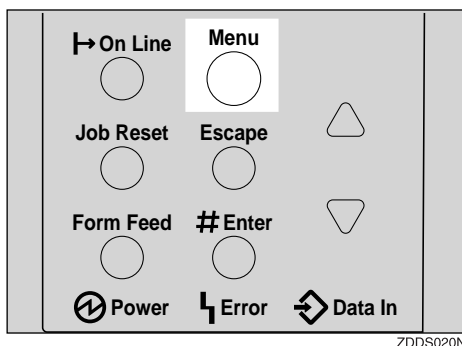 On Line Menu
Job Reset Escape
Form Feed # Enter
Power Error Data In
ZDDS020N